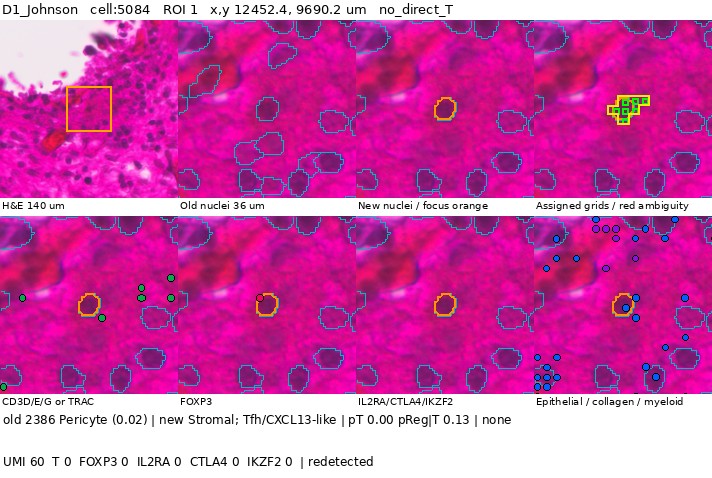 D1_Johnson cell:5084 ROI 1 x,y 12452.4, 9690.2 um no_direct_T
H&E 140 um
Old nuclei 36 um
New nuclei / focus orange
Assigned grids / red ambiguity
CD3D/E/G or TRAC
FOXP3
IL2RA/CTLA4/IKZF2
Epithelial / collagen / myeloid
old 2386 Pericyte (0.02) | new Stromal; Tfh/CXCL13-like | pT 0.00 pReg|T 0.13 | none
UMI 60 T 0 FOXP3 0 IL2RA 0 CTLA4 0 IKZF2 0 | redetected